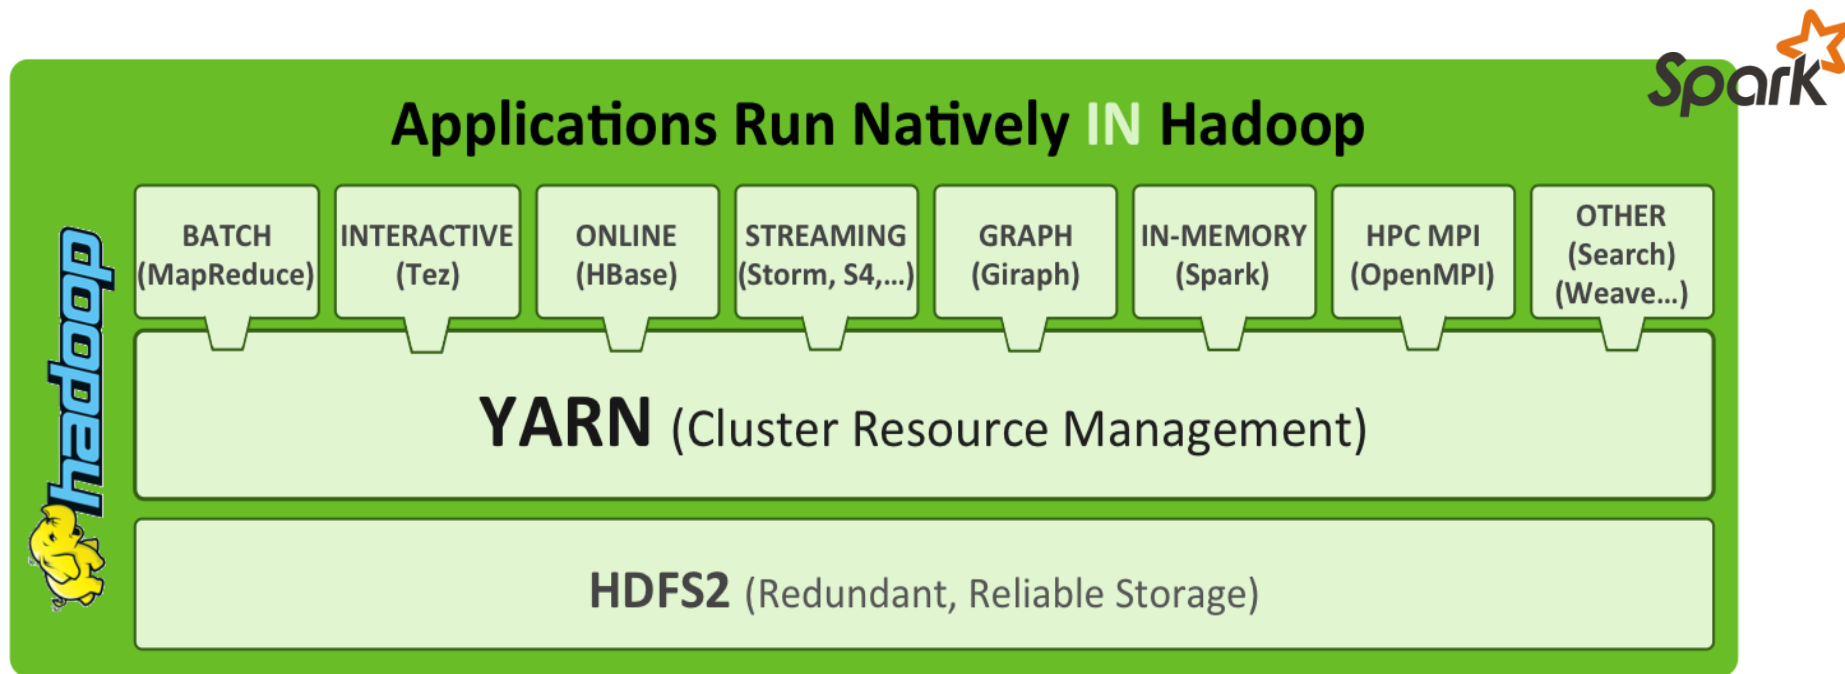 Spark
Applications Run Natively IN Hadoop
hadoop
BATCH
(MapReduce)
INTERACTIVE
(Tez)
ONLINE
(HBase)
STREAMING
(Storm, S4,...)
GRAPH
(Giraph)
IN-MEMORY
(Spark)
HPC MPI
(OpenMPI)
OTHER
(Search)
(Weave...)
YARN (Cluster Resource Management)
HDFS2 (Redundant, Reliable Storage)